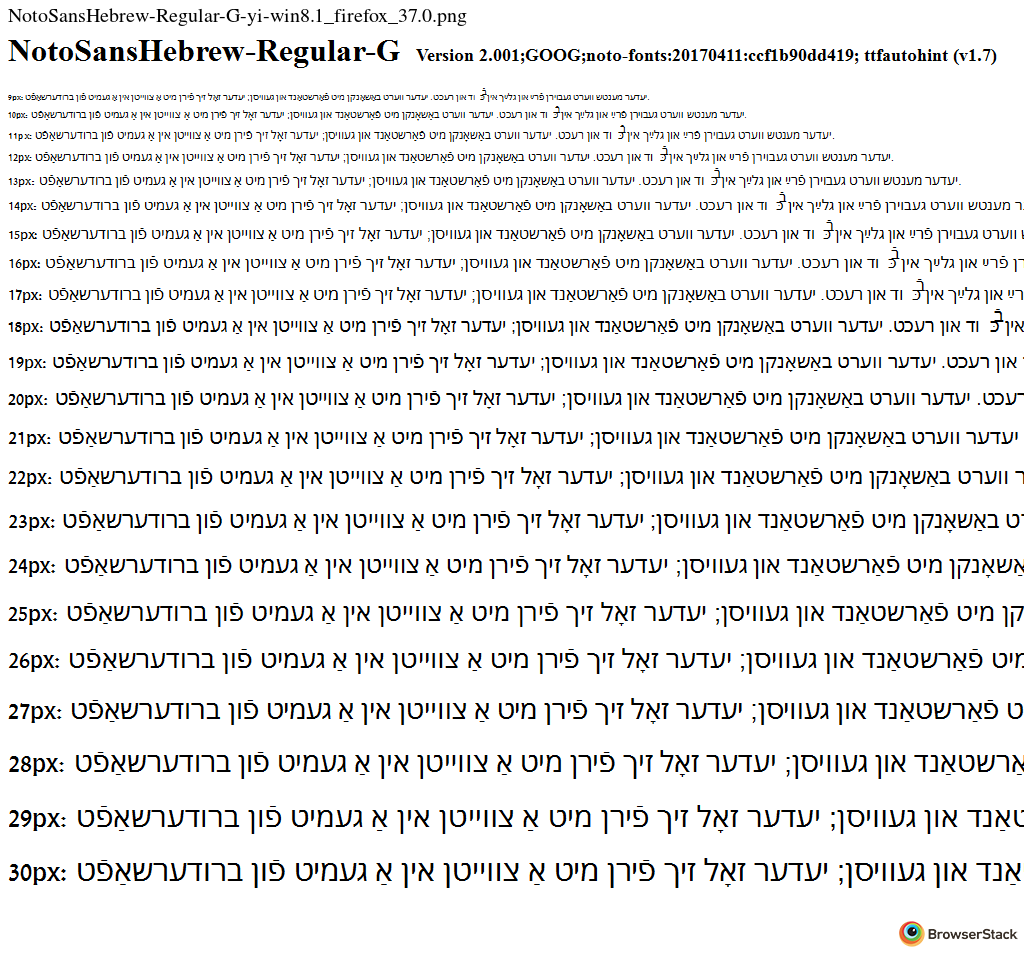 NotoSansHebrew-Regular-G-yi-win8.1_firefox_37.0.png
NotoSansHebrew-Regular-G Version 2.001;GOOG;noto-fonts:20170411:ccf1b90dd419; ttfautohint (v1.7)
9px: יעדער מענטש ווערט געבוירן פֿרײַ און גלײַך אין כּבֿוד און רעכט. יעדער ווערט באַשאָנקן מיט פֿאַרשטאַנד און געוויסן; יעדער זאָל זיך פֿירן מיט אַ צווייטן אין אַ געמיט פֿון ברודערשאַפֿט.
10px: יעדער מענטש ווערט געבוירן פֿרײַ און גלײַך אין כּבֿוד און רעכט. יעדער ווערט באַשאָנקן מיט פֿאַרשטאַנד און געוויסן; יעדער זאָל זיך פֿירן מיט אַ צווייטן אין אַ געמיט פֿון ברודערשאַפֿט.
11px: יעדער מענטש ווערט געבוירן פֿרײַ און גלײַך אין כּבֿוד און רעכט. יעדער ווערט באַשאָנקן מיט פֿאַרשטאַנד און געוויסן; יעדער זאָל זיך פֿירן מיט אַ צווייטן אין אַ געמיט פֿון ברודערשאַפֿט.
12px: יעדער מענטש ווערט געבוירן פֿרײַ און גלײַך אין כּבֿוד און רעכט. יעדער ווערט באַשאָנקן מיט פֿאַרשטאַנד און געוויסן; יעדער זאָל זיך פֿירן מיט אַ צווייטן אין אַ געמיט פֿון ברודערשאַפֿט.
13px: יעדער מענטש ווערט געבוירן פֿרײַ און גלײַך אין כּבֿוד און רעכט. יעדער ווערט באַשאָנקן מיט פֿאַרשטאַנד און געוויסן; יעדער זאָל זיך פֿירן מיט אַ צווייטן אין אַ געמיט פֿון ברודערשאַפֿט.
14px: ר מענטש ווערט געבוירן פֿרײַ און גלײַך אין כּבֿוד און רעכט. יעדער ווערט באַשאָנקן מיט פֿאַרשטאַנד און געוויסן; יעדער זאָל זיך פֿירן מיט אַ צווייטן אין אַ געמיט פֿון ברודערשאַפֿט
15px: ווערט געבוירן פֿרײַ און גלײַך אין כּבֿוד און רעכט. יעדער ווערט באַשאָנקן מיט פֿאַרשטאַנד און געוויסן; יעדער זאָל זיך פֿירן מיט אַ צווייטן אין אַ געמיט פֿון ברודערשאַפֿט
16px: רן פֿרײַ און גלײַך אין כּבֿוד און רעכט. יעדער ווערט באַשאָנקן מיט פֿאַרשטאַנד און געוויסן; יעדער זאָל זיך פֿירן מיט אַ צווייטן אין אַ געמיט פֿון ברודערשאַפֿט
17px: רײַ און גלײַך אין כּבֿוד און רעכט. יעדער ווערט באַשאָנקן מיט פֿאַרשטאַנד און געוויסן; יעדער זאָל זיך פֿירן מיט אַ צווייטן אין אַ געמיט פֿון ברודערשאַפֿט
18px: אין כּבֿוד און רעכט. יעדער ווערט באַשאָנקן מיט פֿאַרשטאַנד און געוויסן; יעדער זאָל זיך פֿירן מיט אַ צווייטן אין אַ געמיט פֿון ברודערשאַפֿט
19px: און רעכט. יעדער ווערט באַשאָנקן מיט פֿאַרשטאַנד און געוויסן; יעדער זאָל זיך פֿירן מיט אַ צווייטן אין אַ געמיט פֿון ברודערשאַפֿט
20px: רעכט. יעדער ווערט באַשאָנקן מיט פֿאַרשטאַנד און געוויסן; יעדער זאָל זיך פֿירן מיט אַ צווייטן אין אַ געמיט פֿון ברודערשאַפֿט
21px: יעדער ווערט באַשאָנקן מיט פֿאַרשטאַנד און געוויסן; יעדער זאָל זיך פֿירן מיט אַ צווייטן אין אַ געמיט פֿון ברודערשאַפֿט
22px: ר ווערט באַשאָנקן מיט פֿאַרשטאַנד און געוויסן; יעדער זאָל זיך פֿירן מיט אַ צווייטן אין אַ געמיט פֿון ברודערשאַפֿט
23px: רט באַשאָנקן מיט פֿאַרשטאַנד און געוויסן; יעדער זאָל זיך פֿירן מיט אַ צווייטן אין אַ געמיט פֿון ברודערשאַפֿט
24px: אַשאָנקן מיט פֿאַרשטאַנד און געוויסן; יעדער זאָל זיך פֿירן מיט אַ צווייטן אין אַ געמיט פֿון ברודערשאַפֿט
25px: קן מיט פֿאַרשטאַנד און געוויסן; יעדער זאָל זיך פֿירן מיט אַ צווייטן אין אַ געמיט פֿון ברודערשאַפֿט
26px: מיט פֿאַרשטאַנד און געוויסן; יעדער זאָל זיך פֿירן מיט אַ צווייטן אין אַ געמיט פֿון ברודערשאַפֿט
27px: ט פֿאַרשטאַנד און געוויסן; יעדער זאָל זיך פֿירן מיט אַ צווייטן אין אַ געמיט פֿון ברודערשאַפֿט
28px: אַרשטאַנד און געוויסן; יעדער זאָל זיך פֿירן מיט אַ צווייטן אין אַ געמיט פֿון ברודערשאַפֿט
29px: טאַנד און געוויסן; יעדער זאָל זיך פֿירן מיט אַ צווייטן אין אַ געמיט פֿון ברודערשאַפֿט
30px: אַנד און געוויסן; יעדער זאָל זיך פֿירן מיט אַ צווייטן אין אַ געמיט פֿון ברודערשאַפֿט
BrowserStack